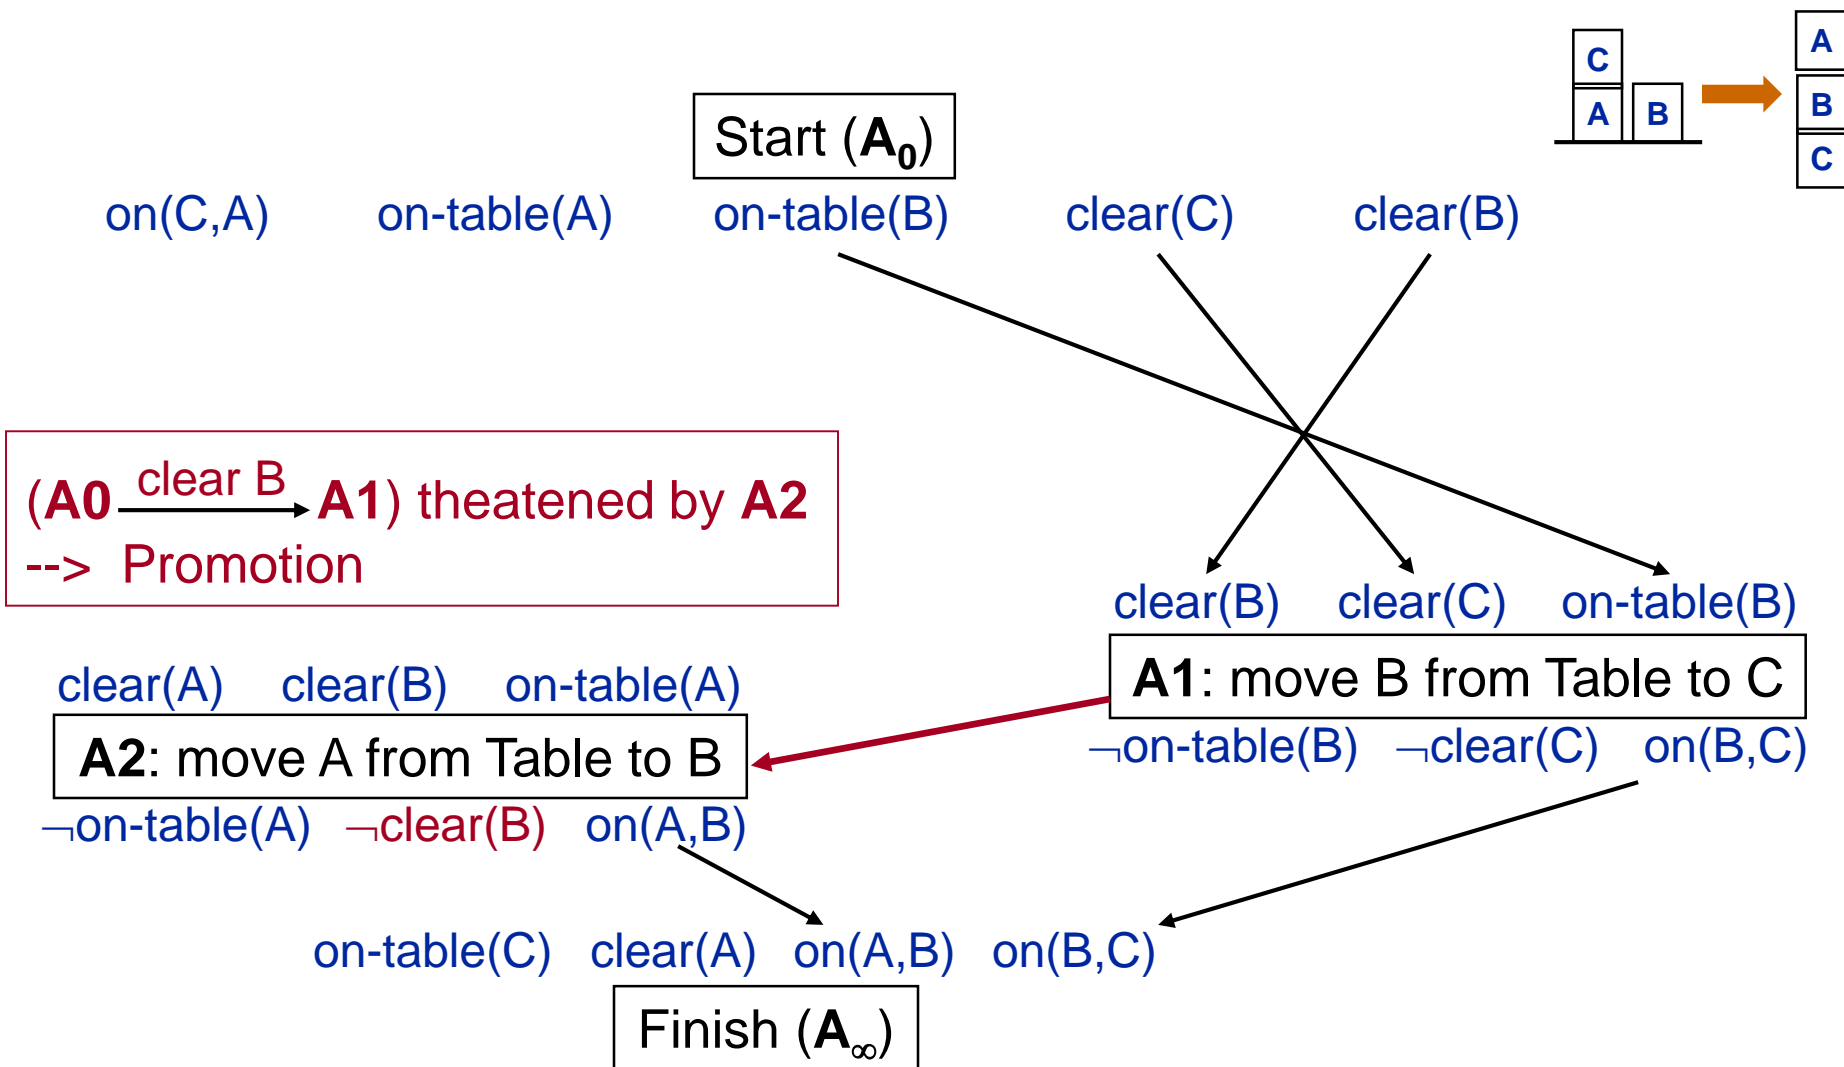 C
A
B
A
B
C
Start (A₀)
on(C,A) on-table(A) on-table(B) clear(C) clear(B)
clear B
(A0 A1) theatened by A2
--> Promotion
clear(B) clear(C) on-table(B)
A1: move B from Table to C
¬on-table(B) ¬clear(C) on(B,C)
clear(A) clear(B) on-table(A)
A2: move A from Table to B
¬on-table(A) ¬clear(B) on(A,B)
on-table(C) clear(A) on(A,B) on(B,C)
Finish (A∞)